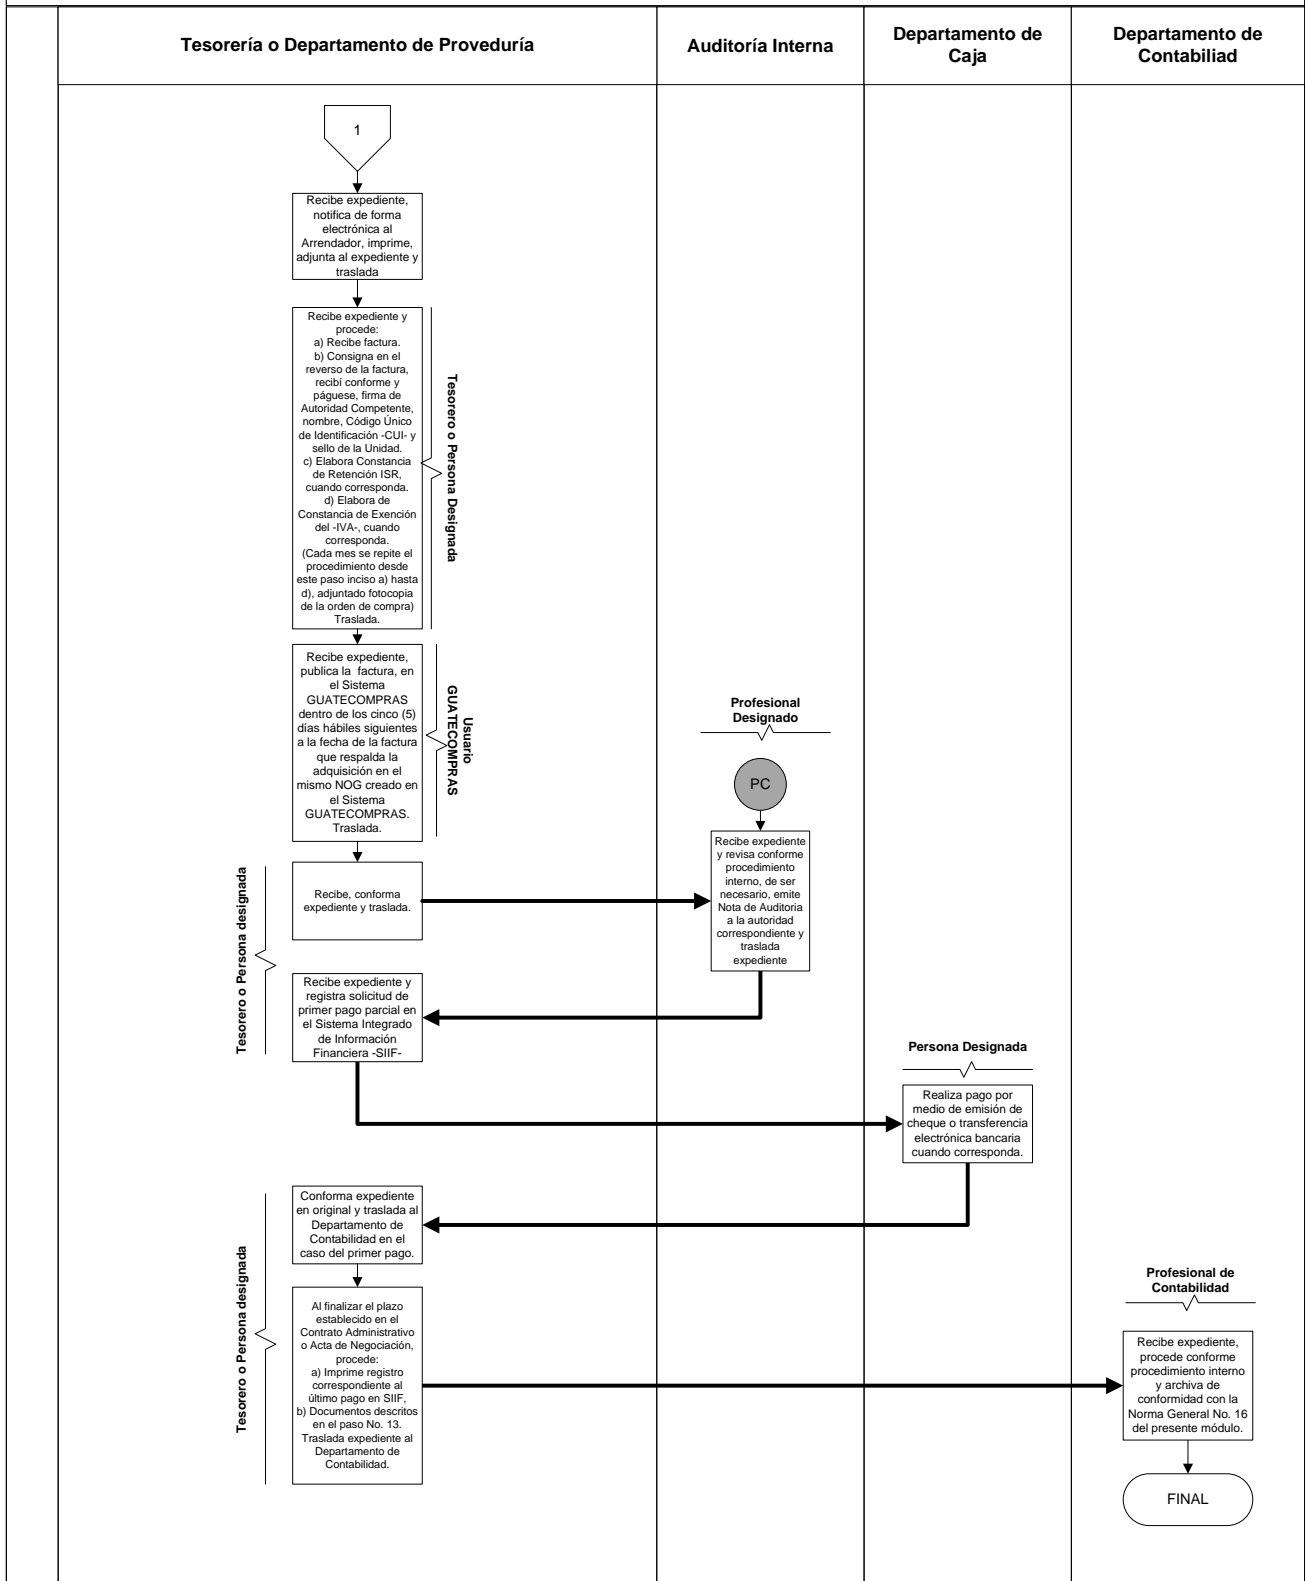 Tesorería o Departamento de Proveduría
Auditoría Interna
Departamento de
Caja
Departamento de
Contabiliad
1
Recibe expediente,
notifica de forma
electrónica al
Arrendador, imprime,
adjunta al expediente y
traslada
Recibe expediente y
procede:
a) Recibe factura.
b) Consigna en el
reverso de la factura,
recibí conforme y
páguese, firma de
Autoridad Competente,
nombre, Código Único
de Identificación -CUI- y
sello de la Unidad.
c) Elabora Constancia
de Retención ISR,
cuando corresponda.
d) Elabora de
Constancia de Exención
del -IVA-, cuando
corresponda.
(Cada mes se repite el
procedimiento desde
este paso inciso a) hasta
d), adjuntado fotocopia
de la orden de compra)
Traslada.
Tesorero o Persona Designada
Recibe expediente,
publica la factura, en
el Sistema
GUATECOMPRAS
dentro de los cinco (5)
días hábiles siguientes
a la fecha de la factura
que respalda la
adquisición en el
mismo NOG creado en
el Sistema
GUATECOMPRAS.
Traslada.
Usuario
GUATECOMPRAS
Profesional
Designado
PC
Recibe expediente
y revisa conforme
procedimiento
interno, de ser
necesario, emite
Nota de Auditoria
a la autoridad
correspondiente y
traslada
expediente
Tesorero o Persona designada
Recibe, conforma
expediente y traslada.
Recibe expediente y
registra solicitud de
primer pago parcial en
el Sistema Integrado
de Información
Financiera -SIIF-
Persona Designada
Realiza pago por
medio de emisión de
cheque o transferencia
electrónica bancaria
cuando corresponda.
Tesorero o Persona designada
Conforma expediente
en original y traslada al
Departamento de
Contabilidad en el
caso del primer pago.
Al finalizar el plazo
establecido en el
Contrato Administrativo
o Acta de Negociación,
procede:
a) Imprime registro
correspondiente al
último pago en SIIF,
b) Documentos descritos
en el paso No. 13.
Traslada expediente al
Departamento de
Contabilidad.
Profesional de
Contabilidad
Recibe expediente,
procede conforme
procedimiento interno
y archiva de
conformidad con la
Norma General No. 16
del presente módulo.
FINAL